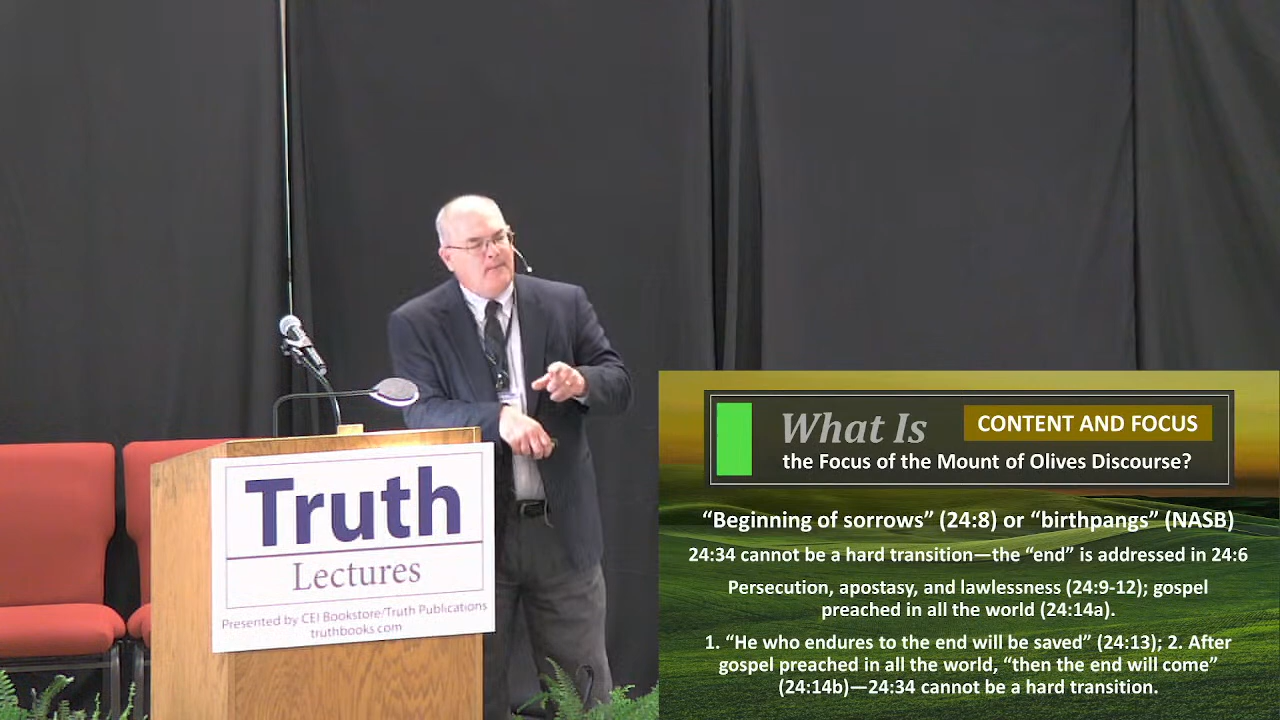 Truth
Lectures
Presented by CEI Bookstore/Truth Publications
truthbooks.com
What Is
CONTENT AND FOCUS
the Focus of the Mount of Olives Discourse?
“Beginning of sorrows” (24:8) or “birthpangs” (NASB)
24:34 cannot be a hard transition—the “end” is addressed in 24:6
Persecution, apostasy, and lawlessness (24:9-12); gospel
preached in all the world (24:14a).
1. “He who endures to the end will be saved” (24:13); 2. After
gospel preached in all the world, “then the end will come”
(24:14b)—24:34 cannot be a hard transition.